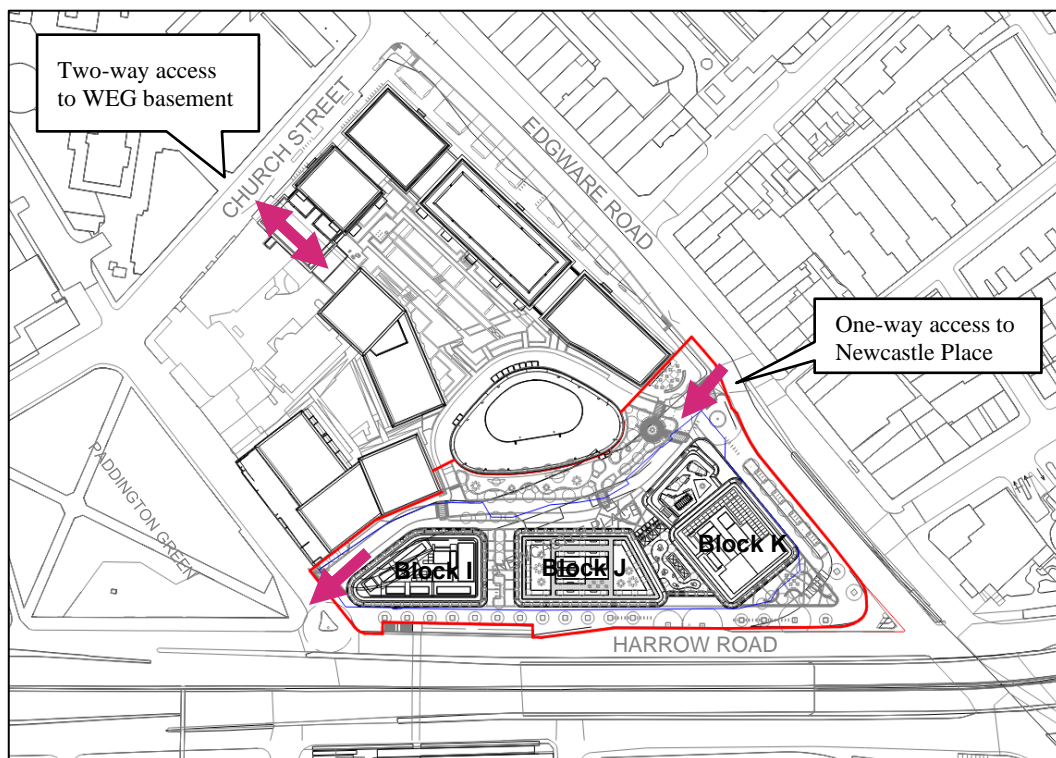 Two-way access
to WEG basement
CHURCH STREET
EDGWARE ROAD
One-way access to
Newcastle Place
PADDINGTON GREEN
Block I
Block J
Block K
HARROW ROAD